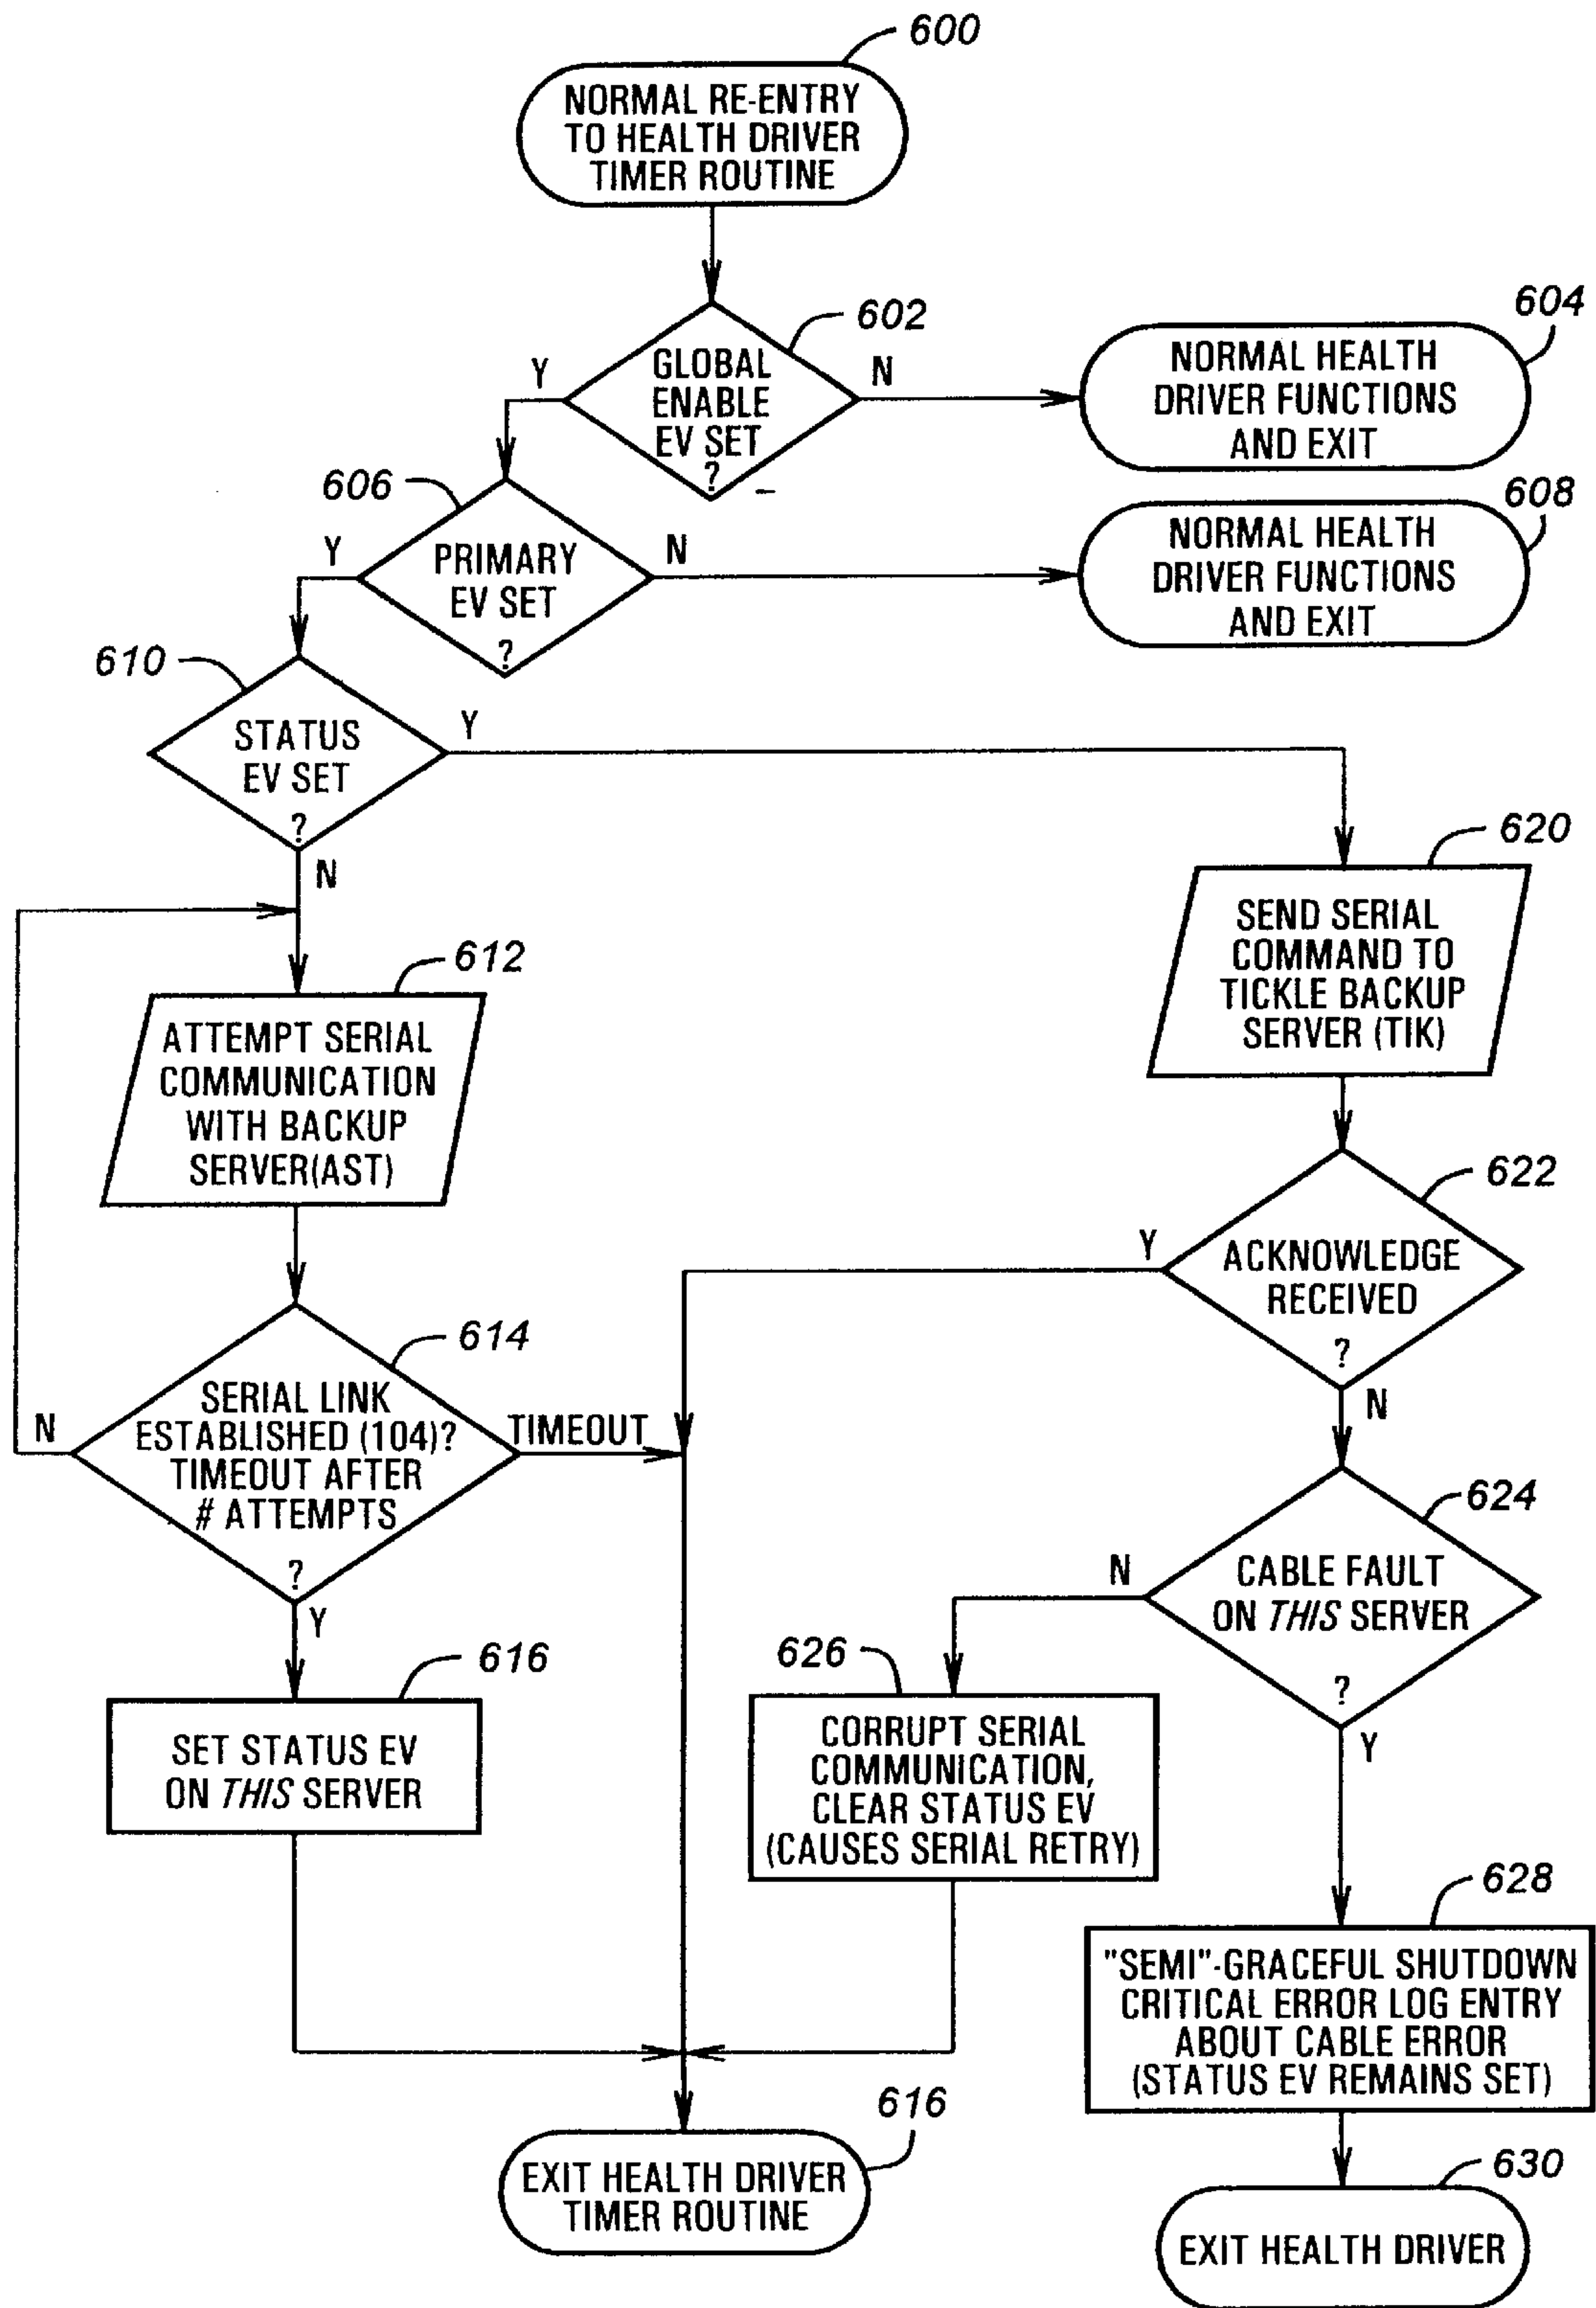 600
NORMAL RE-ENTRY
TO HEALTH DRIVER
TIMER ROUTINE
602
GLOBAL
ENABLE
EV SET
?
Y
N
604
NORMAL HEALTH
DRIVER FUNCTIONS
AND EXIT
606
PRIMARY
EV SET
?
Y
N
608
NORMAL HEALTH
DRIVER FUNCTIONS
AND EXIT
610
STATUS
EV SET
?
Y
N
612
ATTEMPT SERIAL
COMMUNICATION
WITH BACKUP
SERVER(AST)
614
SERIAL LINK
ESTABLISHED (104)?
TIMEOUT AFTER
# ATTEMPTS
?
N
TIMEOUT
Y
616
SET STATUS EV
ON THIS SERVER
620
SEND SERIAL
COMMAND TO
TICKLE BACKUP
SERVER (TIK)
622
ACKNOWLEDGE
RECEIVED
?
Y
N
624
CABLE FAULT
ON THIS SERVER
?
N
Y
626
CORRUPT SERIAL
COMMUNICATION,
CLEAR STATUS EV
(CAUSES SERIAL RETRY)
628
"SEMI"-GRACEFUL SHUTDOWN
CRITICAL ERROR LOG ENTRY
ABOUT CABLE ERROR
(STATUS EV REMAINS SET)
616
EXIT HEALTH DRIVER
TIMER ROUTINE
630
EXIT HEALTH DRIVER